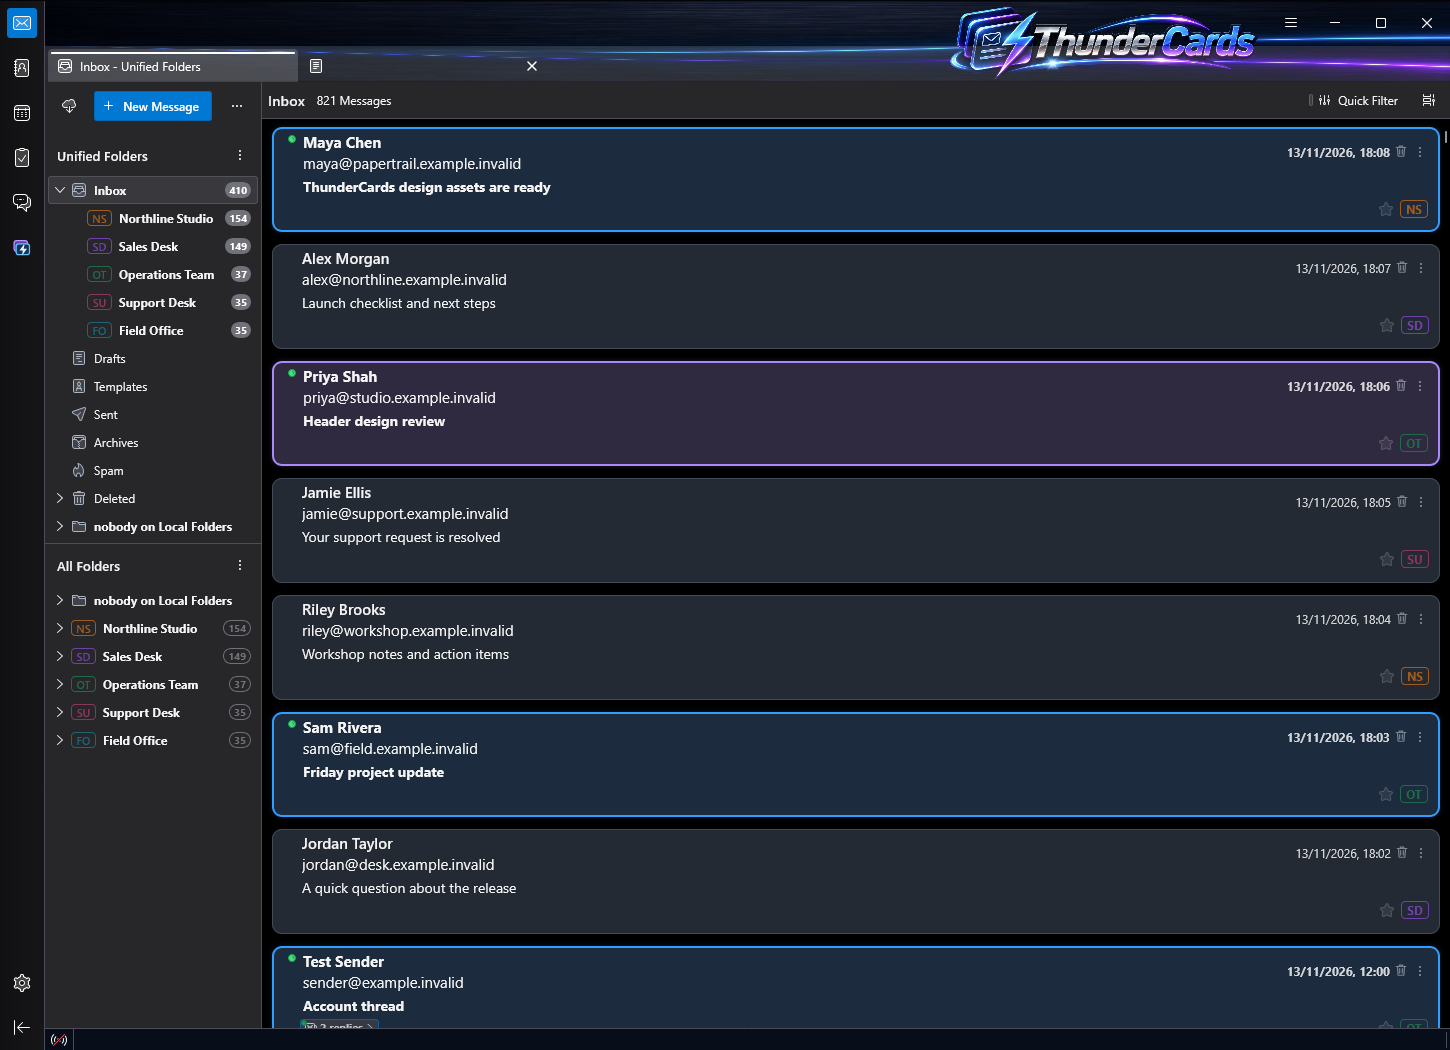 ThunderCards
Inbox - Unified Folders
New Message
Inbox 821 Messages
Quick Filter
Unified Folders
Inbox 410
NS Northline Studio 154
SD Sales Desk 149
OT Operations Team 37
SU Support Desk 35
FO Field Office 35
Drafts
Templates
Sent
Archives
Spam
Deleted
nobody on Local Folders
All Folders
nobody on Local Folders
NS Northline Studio 154
SD Sales Desk 149
OT Operations Team 37
SU Support Desk 35
FO Field Office 35
Maya Chen
maya@papertrail.example.invalid
ThunderCards design assets are ready
13/11/2026, 18:08
NS
Alex Morgan
alex@northline.example.invalid
Launch checklist and next steps
13/11/2026, 18:07
SD
Priya Shah
priya@studio.example.invalid
Header design review
13/11/2026, 18:06
OT
Jamie Ellis
jamie@support.example.invalid
Your support request is resolved
13/11/2026, 18:05
SU
Riley Brooks
riley@workshop.example.invalid
Workshop notes and action items
13/11/2026, 18:04
NS
Sam Rivera
sam@field.example.invalid
Friday project update
13/11/2026, 18:03
OT
Jordan Taylor
jordan@desk.example.invalid
A quick question about the release
13/11/2026, 18:02
SD
Test Sender
sender@example.invalid
Account thread
13/11/2026, 12:00
2 replies
OT